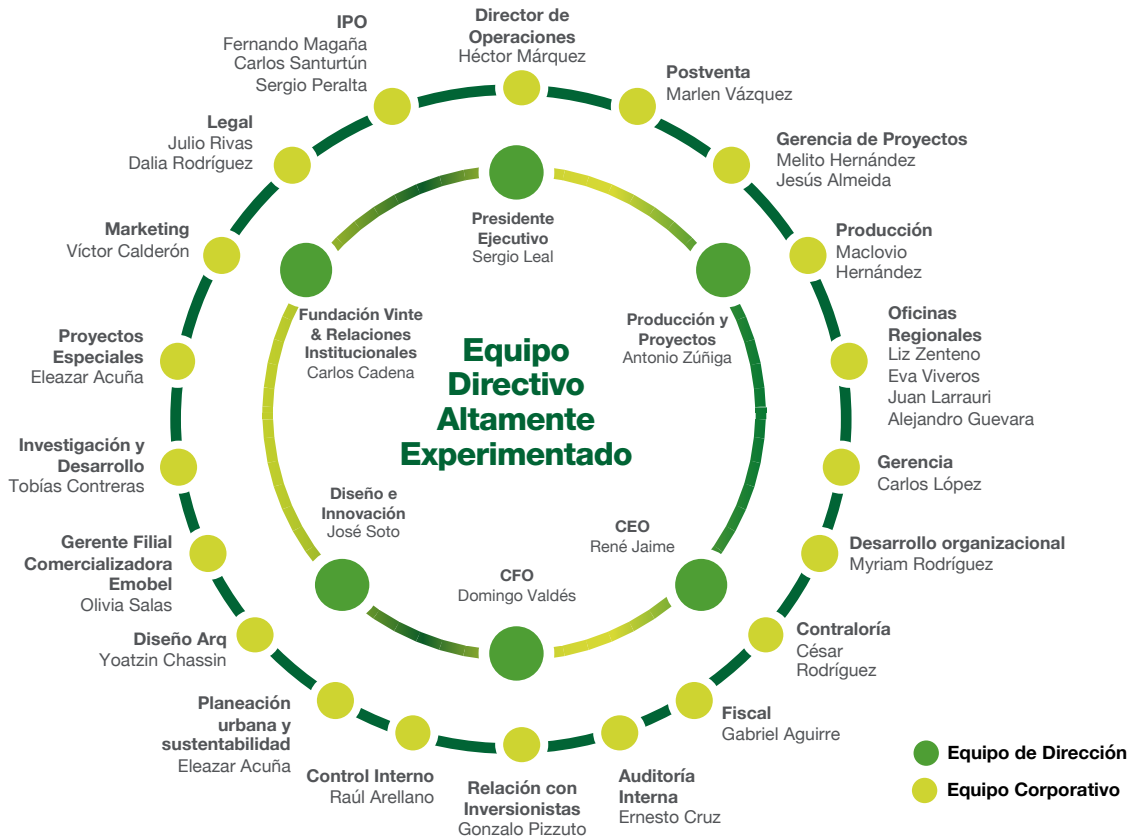 IPO
Fernando Magaña
Carlos Santurtún
Sergio Peralta
Director de
Operaciones
Héctor Márquez
Postventa
Marlen Vázquez
Gerencia de Proyectos
Melito Hernández
Jesús Almeida
Producción
Maclovio
Hernández
Oficinas
Regionales
Liz Zenteno
Eva Viveros
Juan Larrauri
Alejandro Guevara
Gerencia
Carlos López
Desarrollo organizacional
Myriam Rodríguez
Contraloría
César
Rodríguez
Fiscal
Gabriel Aguirre
Auditoría
Interna
Ernesto Cruz
Relación con
Inversionistas
Gonzalo Pizzuto
Control Interno
Raúl Arellano
Planeación
urbana y
sustentabilidad
Eleazar Acuña
Diseño Arq
Yoatzin Chassin
Gerente Filial
Comercializadora
Emobel
Olivia Salas
Investigación y
Desarrollo
Tobías Contreras
Proyectos
Especiales
Eleazar Acuña
Marketing
Víctor Calderón
Legal
Julio Rivas
Dalia Rodríguez
Presidente
Ejecutivo
Sergio Leal
Producción y
Proyectos
Antonio Zúñiga
CEO
René Jaime
CFO
Domingo Valdés
Diseño e
Innovación
José Soto
Fundación Vinte
& Relaciones
Institucionales
Carlos Cadena
Equipo
Directivo
Altamente
Experimentado
Equipo de Dirección
Equipo Corporativo